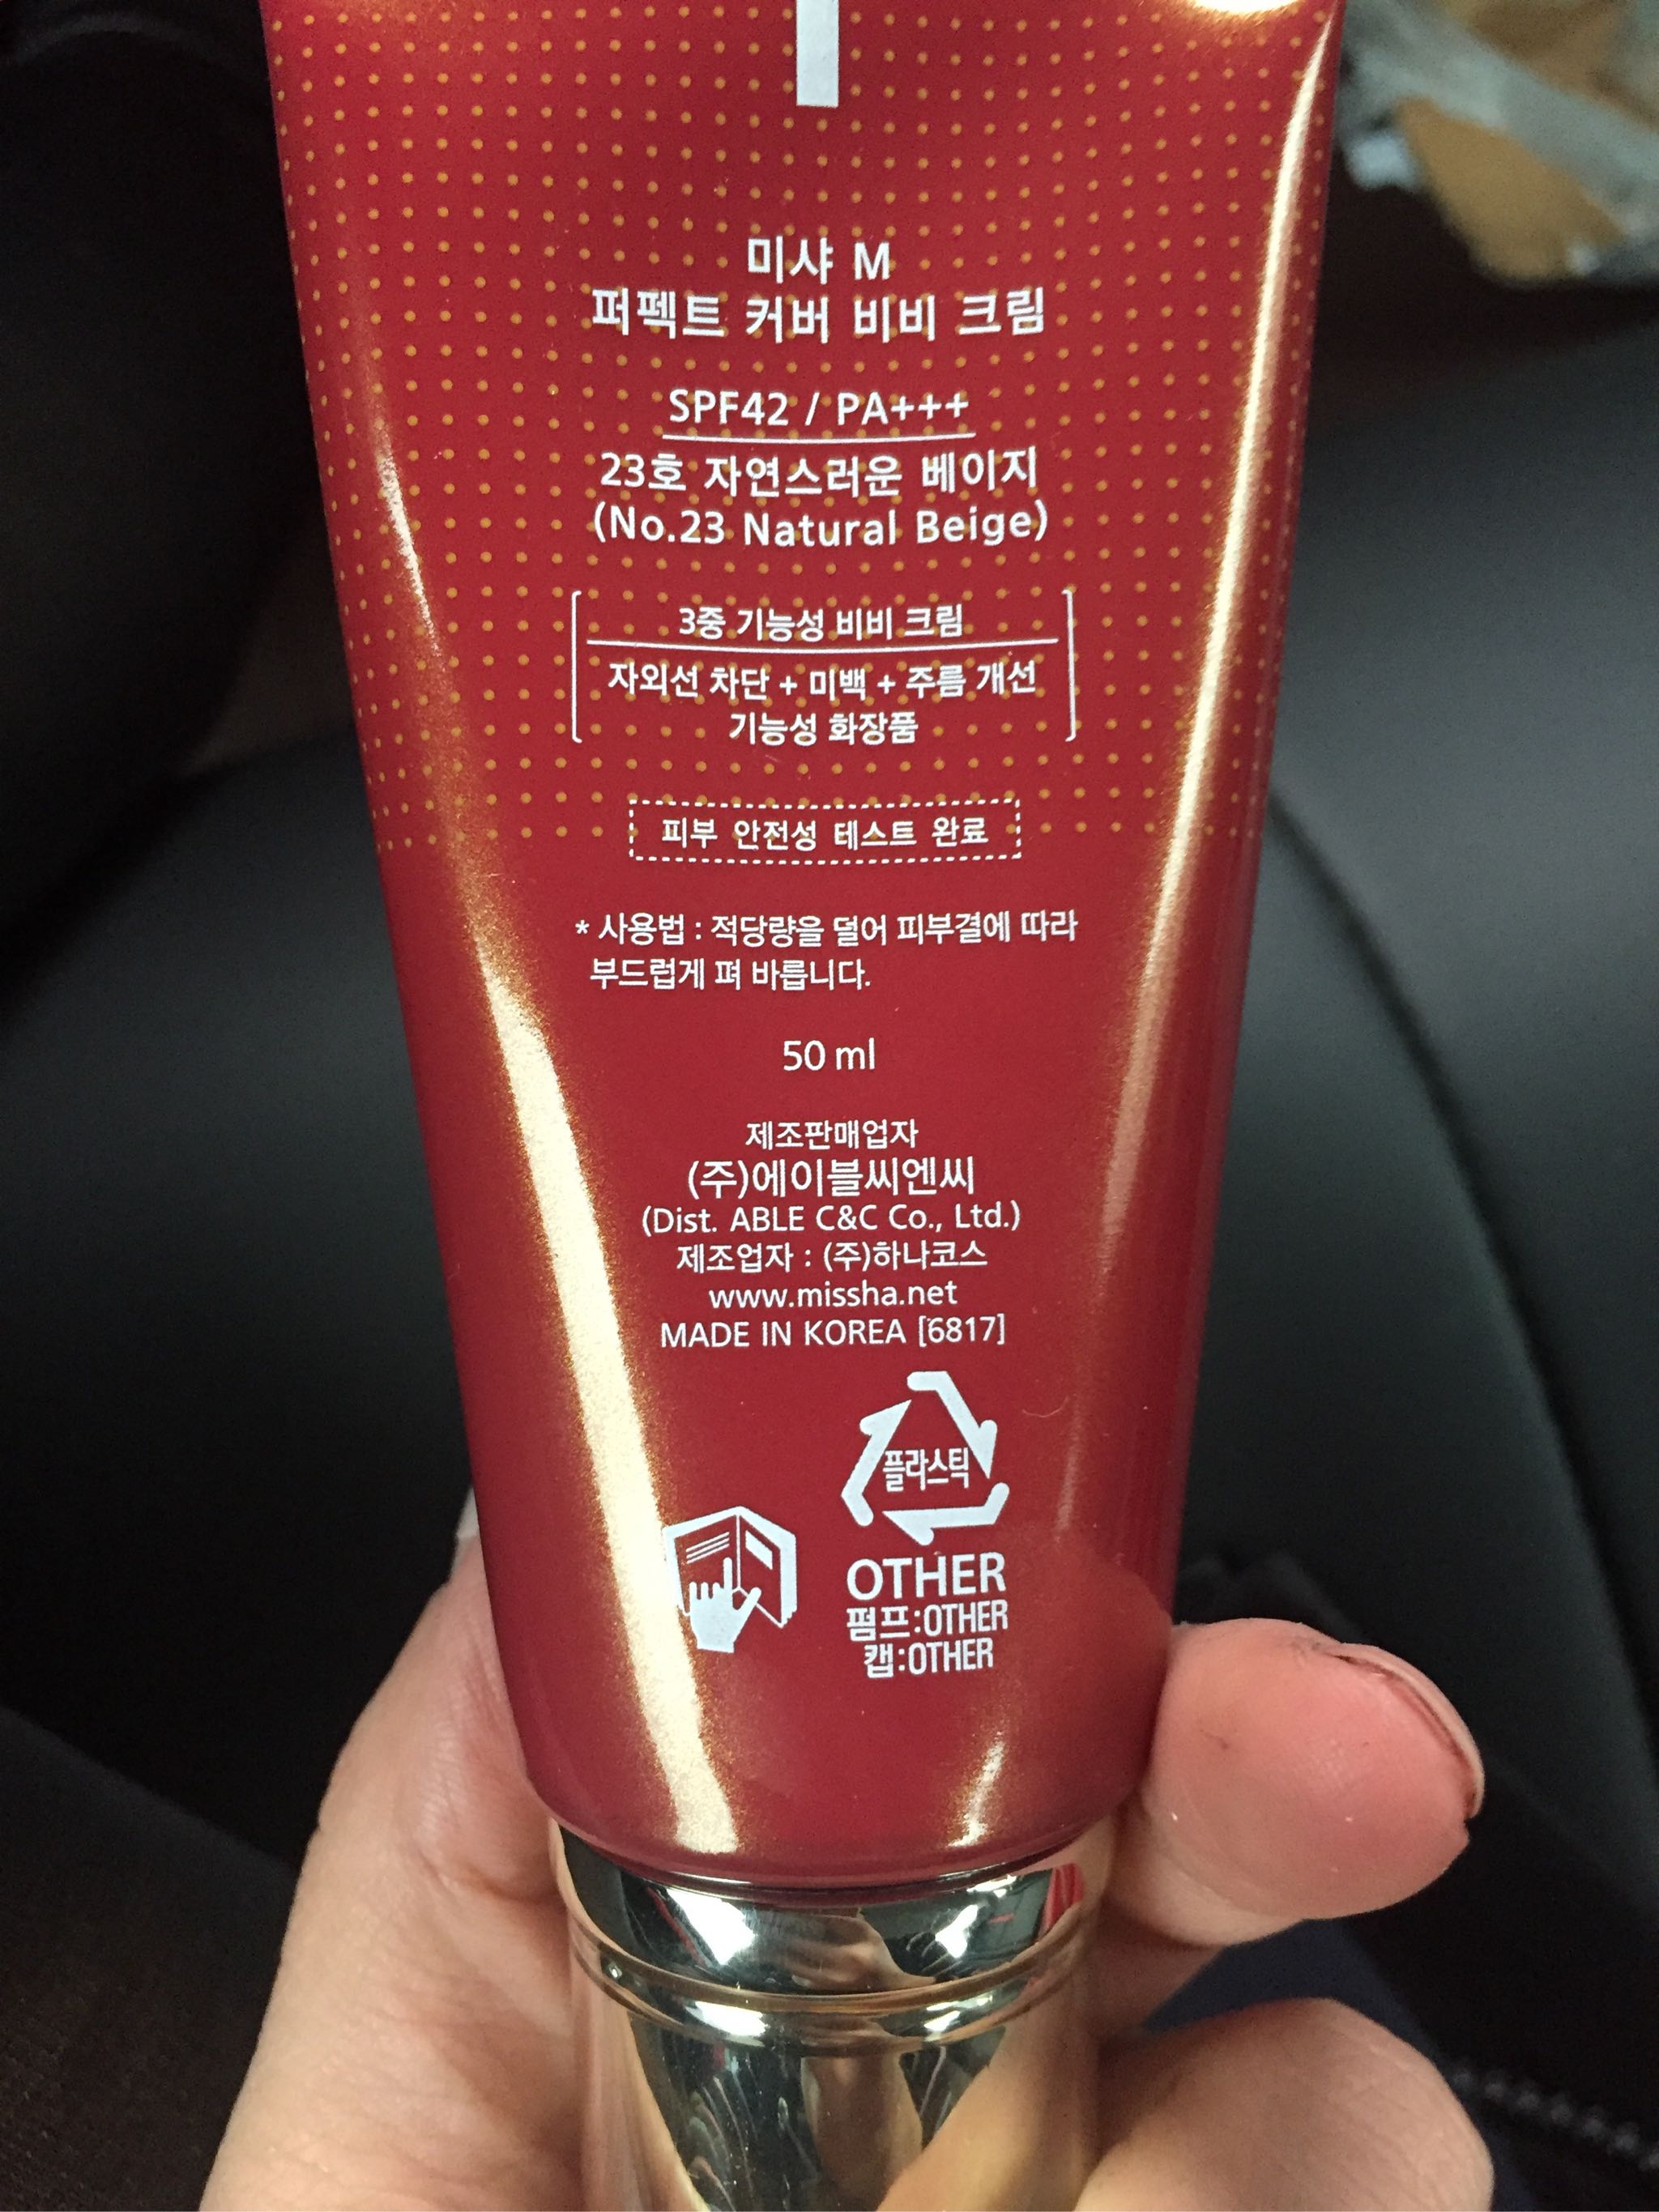 미샤 M
퍼펙트 커버 비비 크림
SPF42 / PA+++
23호 자연스러운 베이지
(No.23 Natural Beige)
3중 기능성 비비 크림
자외선 차단 + 미백 + 주름 개선
기능성 화장품
피부 안전성 테스트 완료
* 사용법 : 적당량을 덜어 피부결에 따라
부드럽게 펴 바릅니다.
50 ml
제조판매업자
(주)에이블씨엔씨
(Dist. ABLE C&C Co., Ltd.)
제조업자 : (주)하나코스
www.missha.net
MADE IN KOREA [6817]
플라스틱
OTHER
펌프:OTHER
캡:OTHER